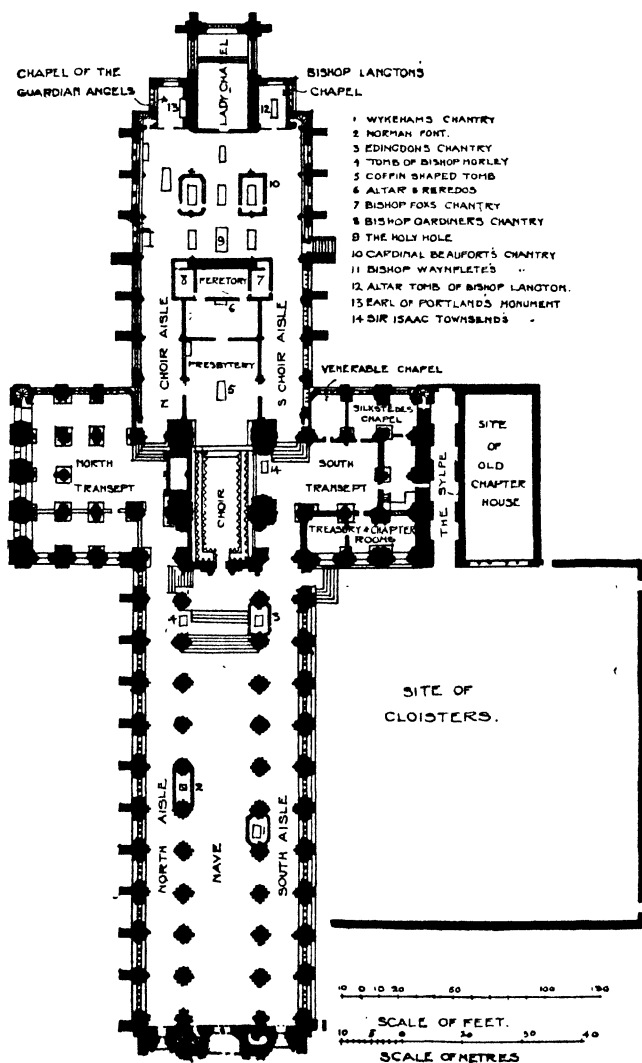 CHAPEL OF THE
GUARDIAN ANGELS
LADY CHAPEL
BISHOP LANGTONS
CHAPEL
13
12
1 WYKEHAMS CHANTRY
2 NORMAN FONT.
3 EDINGDONS CHANTRY
4 TOMB OF BISHOP MORLEY
5 COFFIN SHAPED TOMB
6 ALTAR & REREDOS
7 BISHOP FOXS CHANTRY
8 BISHOP GARDINERS CHANTRY
9 THE HOLY HOLE
10 CARDINAL BEAUFORT'S CHANTRY
11 BISHOP WAYNFLETE'S "
12 ALTAR TOMB OF BISHOP LANGTON.
13 EARL OF PORTLANDS MONUMENT
14 SIR ISAAC TOWNSENDS "
10
9
8
FERETORY
7
6
N CHOIR AISLE
PRESBYTERY
S CHOIR AISLE
5
VENERABLE CHAPEL
SILKSTEDES
CHAPEL
NORTH
TRANSEPT
CHOIR
14
SOUTH
TRANSEPT
TREASURY & CHAPTER
ROOMS
THE SYLPE
SITE
OF
OLD
CHAPTER
HOUSE
4
3
SITE OF
CLOISTERS.
2
1
NORTH AISLE
NAVE
SOUTH AISLE
10 0 10 20 50 100 130
SCALE OF FEET.
10 5 0 10 20 30 40
SCALE OF METRES